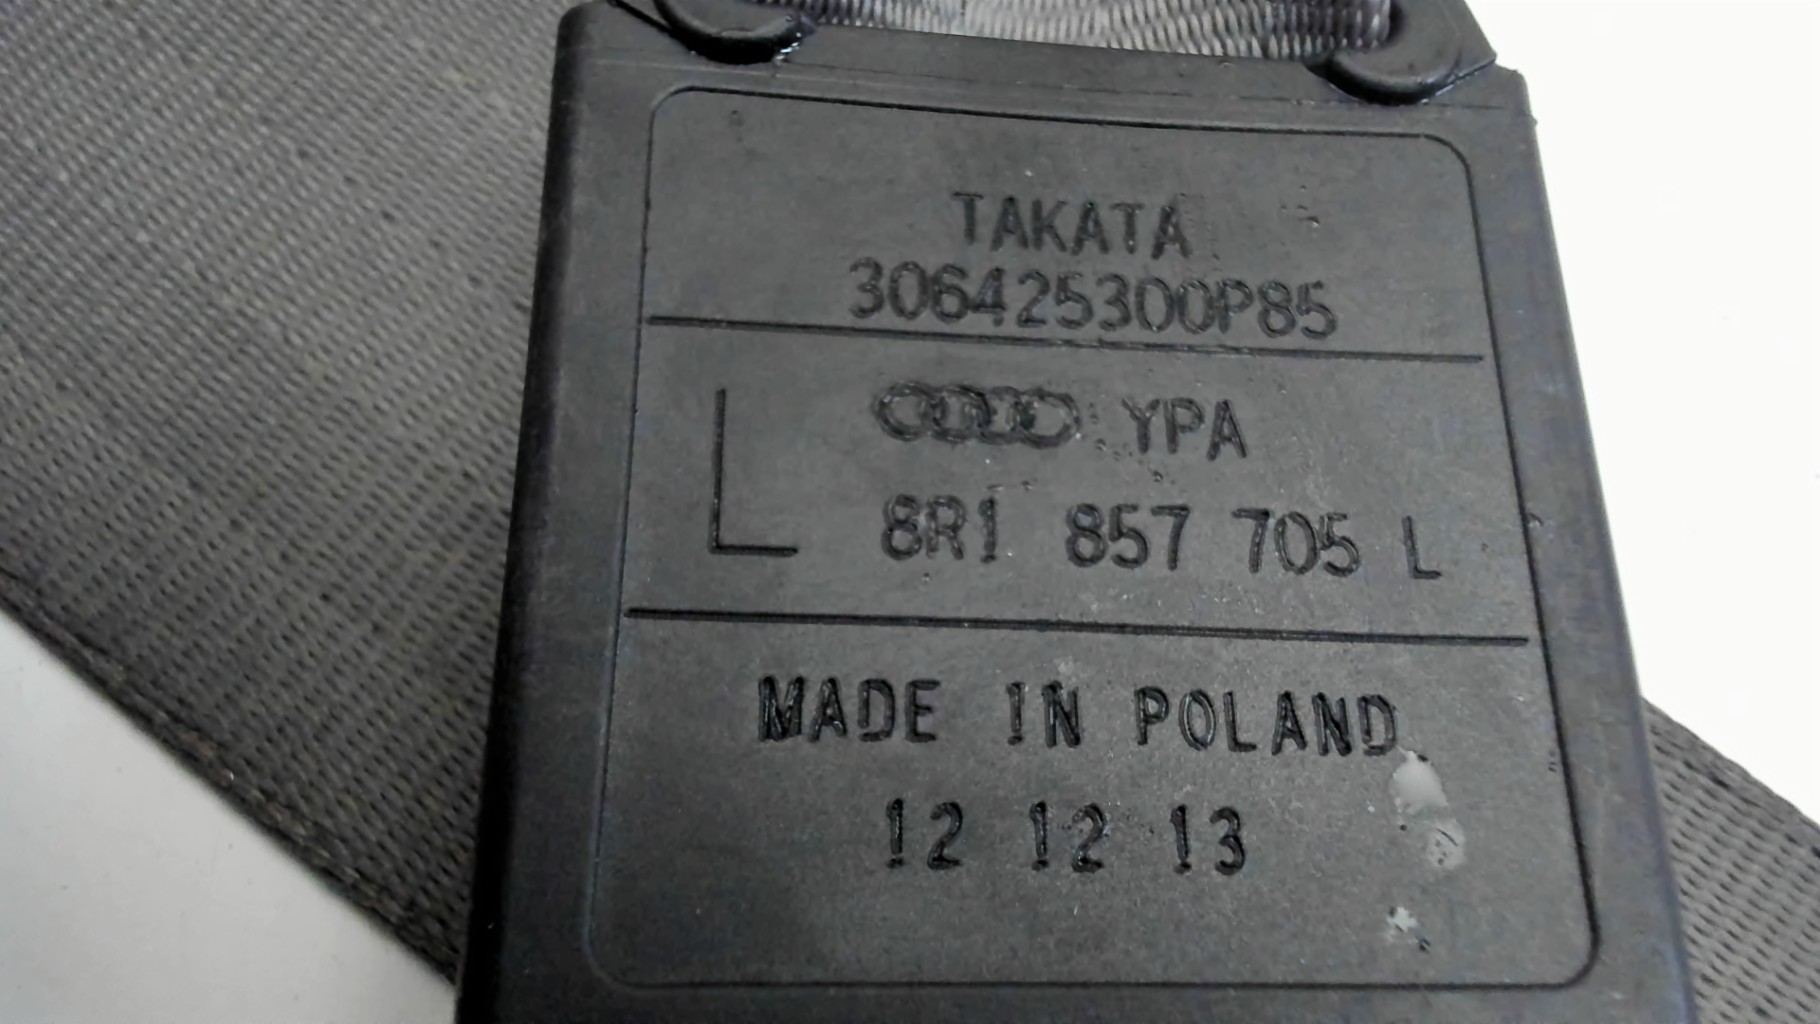 TAKATA
306425300P85
L
YPA
8R1 857 705 L
MADE IN POLAND
12 12 13